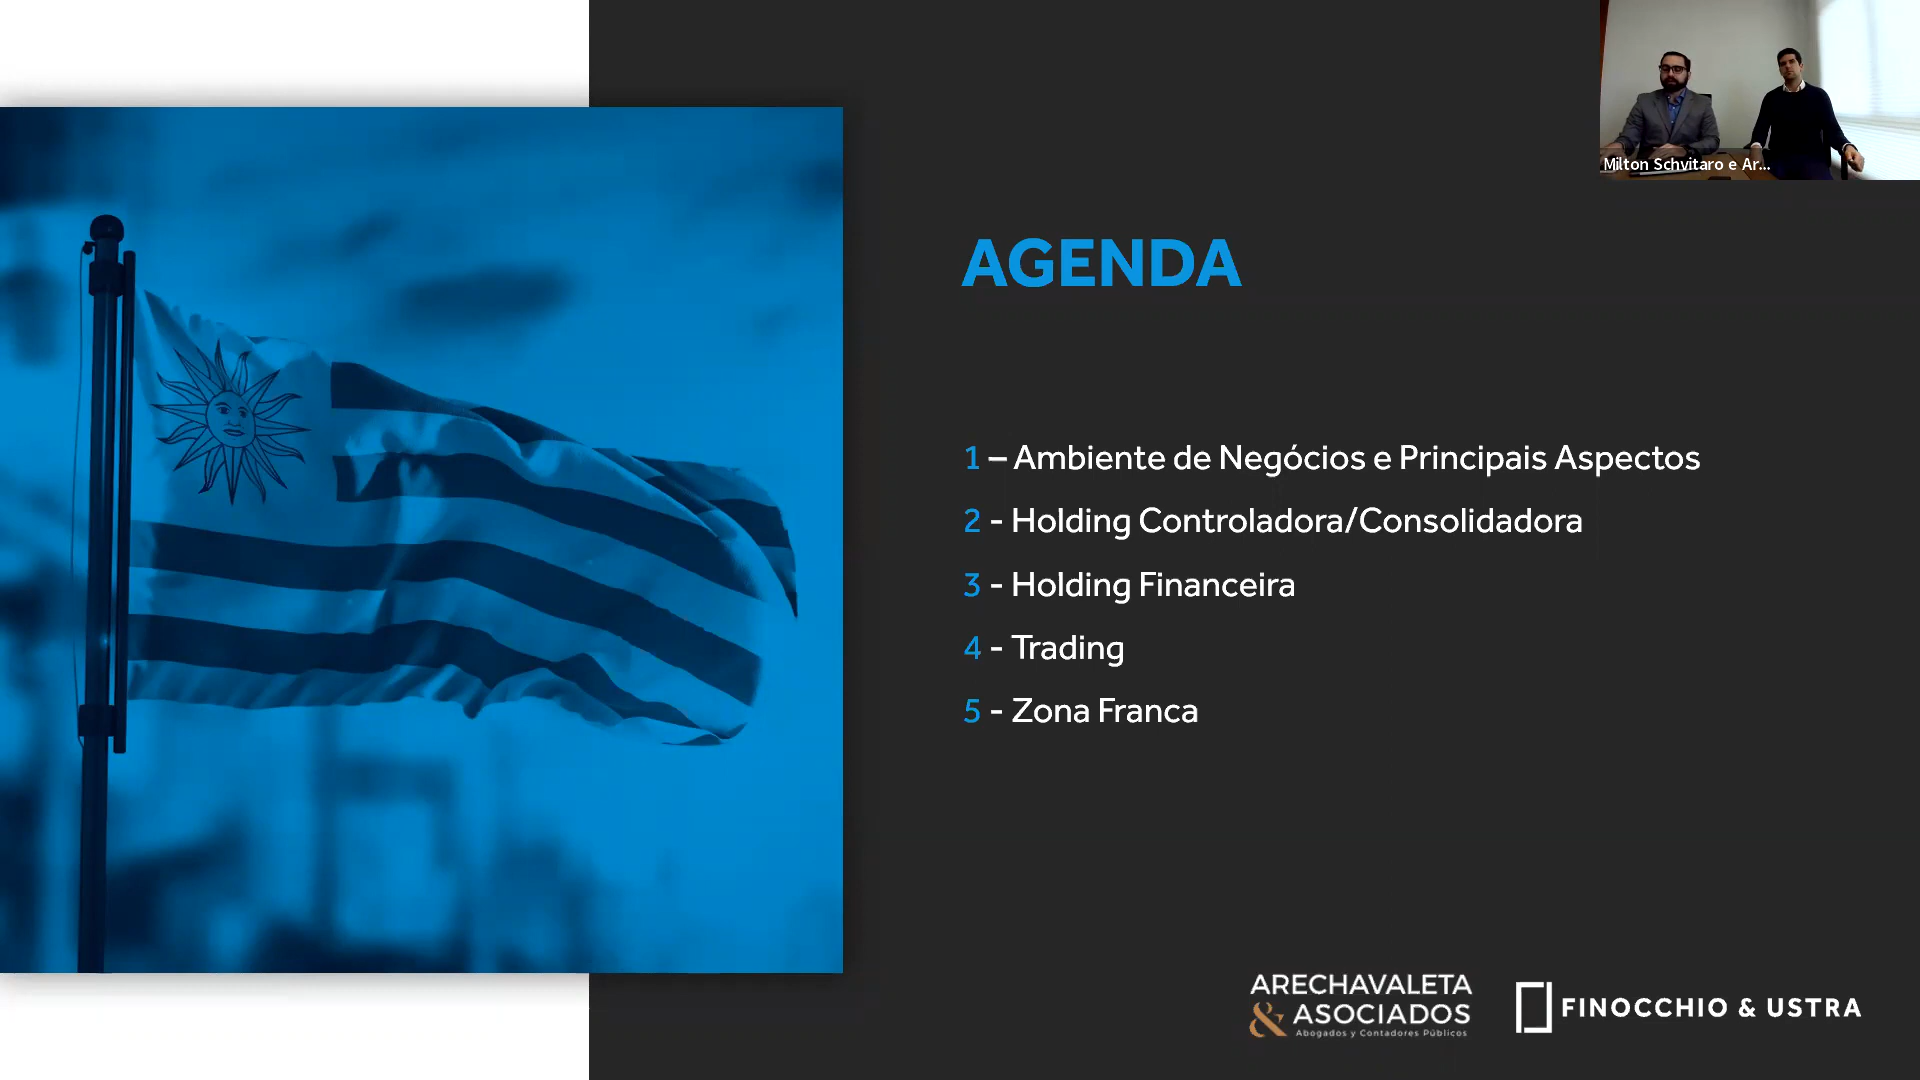 Milton Schvitaro e Ar...
AGENDA
1 – Ambiente de Negócios e Principais Aspectos
2 - Holding Controladora/Consolidadora
3 - Holding Financeira
4 - Trading
5 - Zona Franca
ARECHAVALETA
& ASOCIADOS
Abogados y Contadores Públicos
FINOCCHIO & USTRA